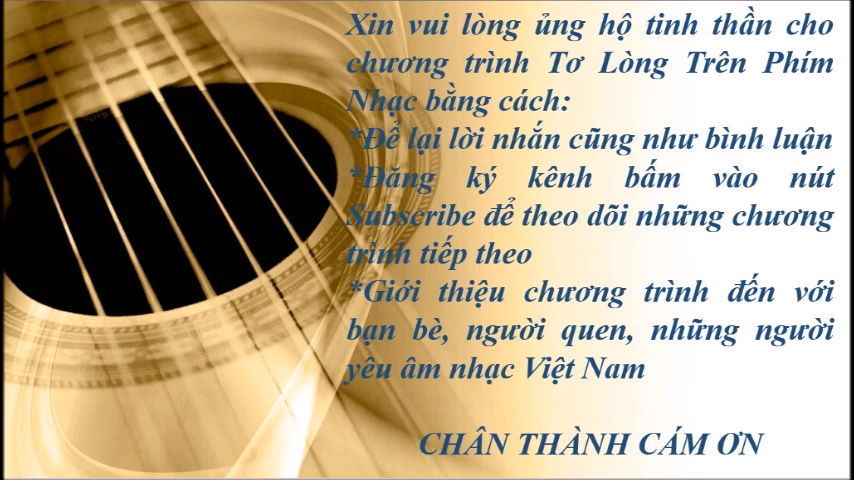 Xin vui lòng ủng hộ tinh thần cho
chương trình Tơ Lòng Trên Phím
Nhạc bằng cách:
*Để lại lời nhắn cũng như bình luận
*Đăng ký kênh bấm vào nút
Subscribe để theo dõi những chương
trình tiếp theo
*Giới thiệu chương trình đến với
bạn bè, người quen, những người
yêu âm nhạc Việt Nam
CHÂN THÀNH CÁM ƠN